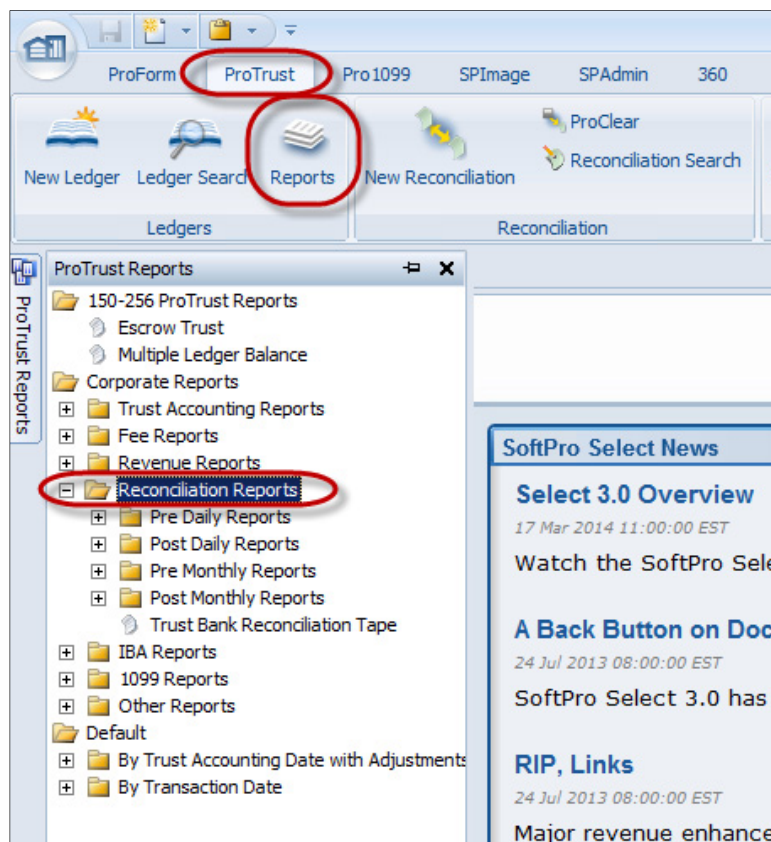 ProForm ProTrust Pro1099 SPImage SPAdmin 360
ProClear
Reconciliation Search
New Ledger Ledger Search Reports New Reconciliation
Ledgers Reconciliation
ProTrust Reports
ProTrust Reports
150-256 ProTrust Reports
Escrow Trust
Multiple Ledger Balance
Corporate Reports
Trust Accounting Reports
Fee Reports
Revenue Reports
Reconciliation Reports
Pre Daily Reports
Post Daily Reports
Pre Monthly Reports
Post Monthly Reports
Trust Bank Reconciliation Tape
IBA Reports
1099 Reports
Other Reports
Default
By Trust Accounting Date with Adjustments
By Transaction Date
SoftPro Select News
Select 3.0 Overview
17 Mar 2014 11:00:00 EST
Watch the SoftPro Sele
A Back Button on Doc
24 Jul 2013 08:00:00 EST
SoftPro Select 3.0 has
RIP, Links
24 Jul 2013 08:00:00 EST
Major revenue enhance